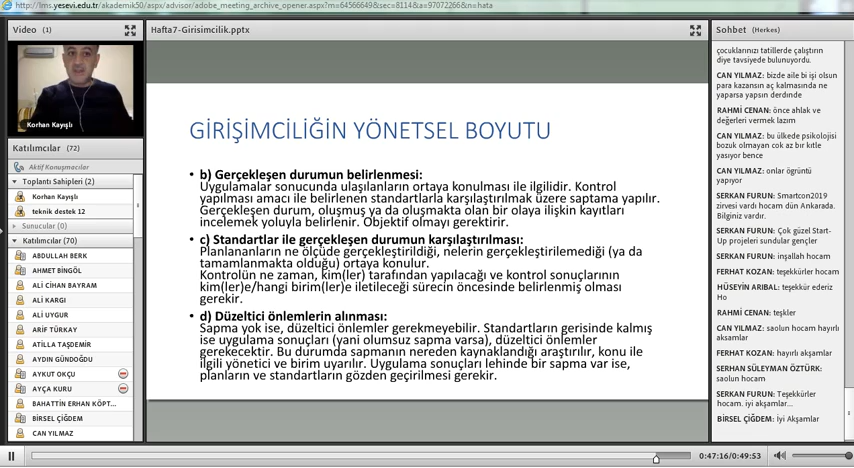 http://lms.yesevi.edu.tr/akademik50/aspx/advisor/adobe_meeting_archive_opener.aspx?m=64566649&sec=8114&a=97072266&n=hata
Video (1)
Korhan Kayışlı
Katılımcılar (72)
Aktif Konuşmacılar
Toplantı Sahipleri (2)
Korhan Kayışlı
teknik destek 12
Sunucular (0)
Katılımcılar (70)
ABDULLAH BERK
AHMET BİNGÖL
ALİ CİHAN BAYRAM
ALİ KARGI
ALİ UYGUR
ARİF TÜRKAY
ATİLLA TAŞDEMİR
AYDIN GÜNDOĞDU
AYKUT OKÇU
AYÇA KURU
BAHATTİN ERHAN KÖPT...
BİRSEL ÇİĞDEM
CAN YILMAZ
Hafta7-Girisimcilik.pptx
GİRİŞİMCİLİĞİN YÖNETSEL BOYUTU
• b) Gerçekleşen durumun belirlenmesi:
Uygulamalar sonucunda ulaşılanların ortaya konulması ile ilgilidir. Kontrol
yapılması amacı ile belirlenen standartlarla karşılaştırılmak üzere saptama yapılır.
Gerçekleşen durum, oluşmuş ya da oluşmakta olan bir olaya ilişkin kayıtları
incelemek yoluyla belirlenir. Objektif olmayı gerektirir.
• c) Standartlar ile gerçekleşen durumun karşılaştırılması:
Planlananların ne ölçüde gerçekleştirildiği, nelerin gerçekleştirilemediği (ya da
tamamlanmakta olduğu) ortaya konulur.
Kontrolün ne zaman, kim(ler) tarafından yapılacağı ve kontrol sonuçlarının
kim(ler)e/hangi birim(ler)e iletileceği sürecin öncesinde belirlenmiş olması
gerekir.
• d) Düzeltici önlemlerin alınması:
Sapma yok ise, düzeltici önlemler gerekmeyebilir. Standartların gerisinde kalmış
ise uygulama sonuçları (yani olumsuz sapma varsa), düzeltici önlemler
gerekecektir. Bu durumda sapmanın nereden kaynaklandığı araştırılır, konu ile
ilgili yönetici ve birim uyarılır. Uygulama sonuçları lehinde bir sapma var ise,
planların ve standartların gözden geçirilmesi gerekir.
Sohbet (Herkes)
çocuklarınızı tatillerde çalıştırın
diye tavsiyede bulunuyordu.
CAN YILMAZ: bizde aile bi işi olsun
para kazansın aç kalmasında ne
yaparsa yapsın derdınde
RAHMİ CENAN: önce ahlak ve
değerleri vermek lazım
CAN YILMAZ: bu ülkede psikolojisi
bozuk olmayan cok az bır kıtle
yasıyor bence
CAN YILMAZ: onlar ögrüntü
yapıyor
SERKAN FURUN: Smartcon2019
zirvesi vardı hocam dün Ankarada.
Bilginiz vardır.
SERKAN FURUN: Çok güzel Start-
Up projeleri sundular gençler
SERKAN FURUN: inşallah hocam
FERHAT KOZAN: teşekkürler hocam
HÜSEYİN ARIBAL: teşekkür ederiz
Ho
RAHMİ CENAN: teşkler
CAN YILMAZ: saolun hocam hayırlı
aksamlar
FERHAT KOZAN: hayırlı akşamlar
SERHAN SÜLEYMAN ÖZTÜRK:
saolun hocam
SERKAN FURUN: Teşekkürler
hocam. iyi akşamlar...
BİRSEL ÇİĞDEM: İyi Akşamlar
0:47:16/0:49:53